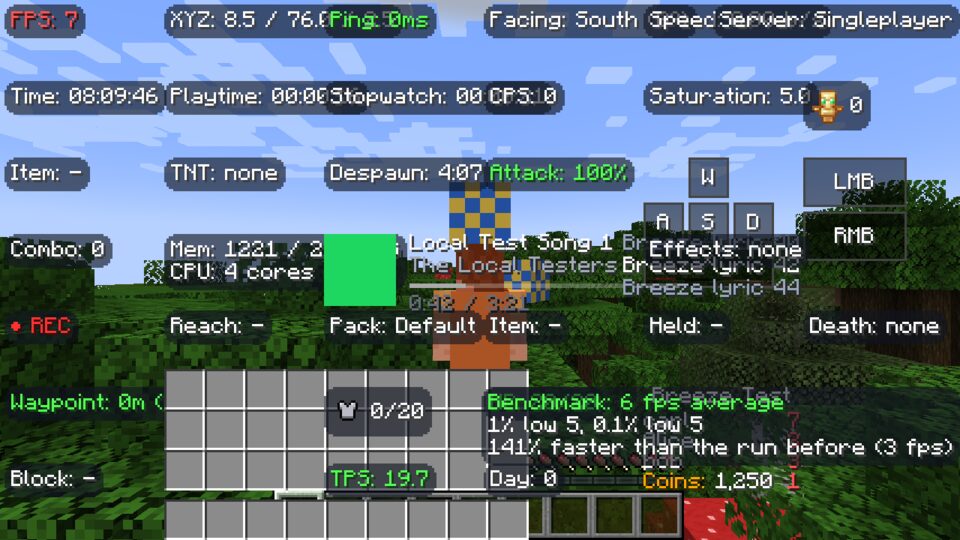 FPS: 7
XYZ: 8.5 / 76.0
Ping: 0ms
Facing: South
Speed
Server: Singleplayer
Time: 08:09:46
Playtime: 00:00
Stopwatch: 00
CPS: 0
Saturation: 5.0
0
Item: -
TNT: none
Despawn: 4:07
Attack: 100%
W
LMB
A S D
RMB
Combo: 0
Mem: 1221 / 2
CPU: 4 cores
Local Test Song 1
The Local Testers
0:42 / 3:21
Effects: none
Breeze lyric 44
REC
Reach: -
Pack: Default
Item: -
Held: -
Death: none
Waypoint: 0m (
0/20
Breeze Test
Benchmark: 6 fps average
1% low 5, 0.1% low 5
141% faster than the run before (3 fps)
Block: -
TPS: 19.7
Day: 0
Coins: 1,250